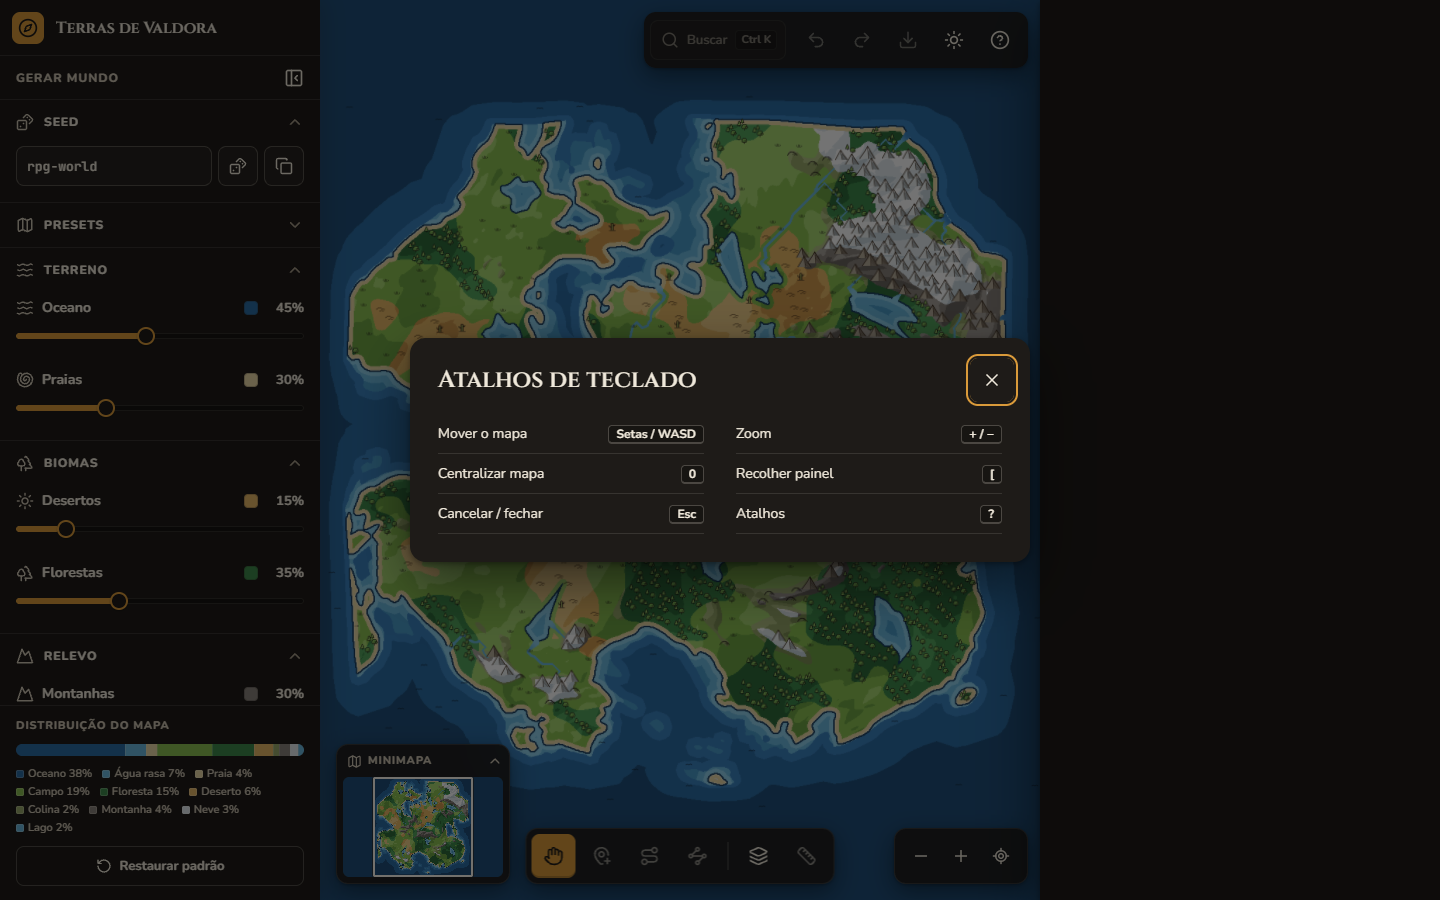 Terras de Valdora
Buscar Ctrl K
GERAR MUNDO
SEED
rpg-world
PRESETS
TERRENO
Oceano 45%
Praias 30%
BIOMAS
Desertos 15%
Florestas 35%
RELEVO
Montanhas 30%
DISTRIBUIÇÃO DO MAPA
Oceano 38% Água rasa 7% Praia 4%
Campo 19% Floresta 15% Deserto 6%
Colina 2% Montanha 4% Neve 3%
Lago 2%
Restaurar padrão
Atalhos de teclado
Mover o mapa Setas / WASD Zoom + / −
Centralizar mapa 0 Recolher painel [
Cancelar / fechar Esc Atalhos ?
MINIMAPA